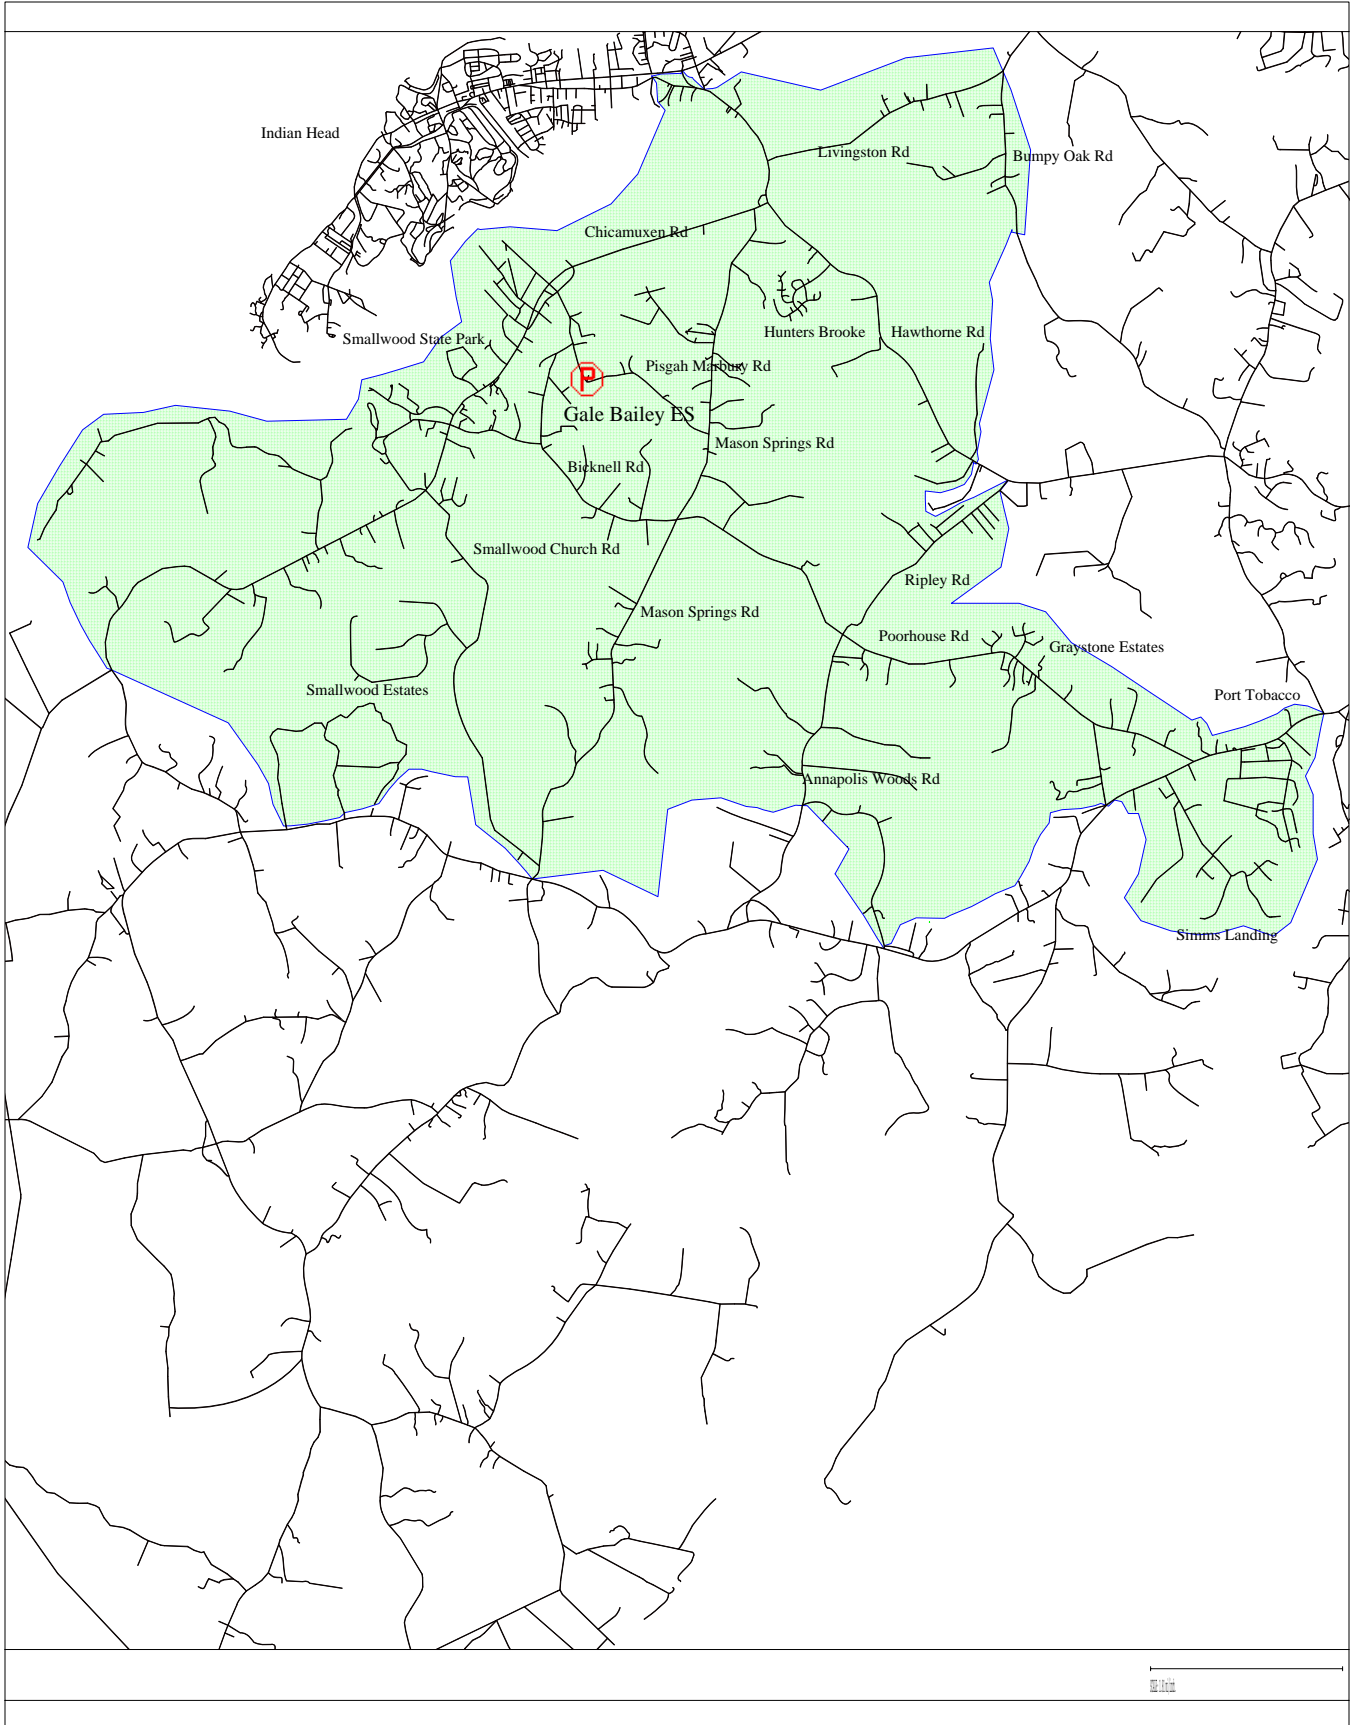 Indian Head
Livingston Rd
Bumpy Oak Rd
Chicamuxen Rd
Smallwood State Park
Hunters Brooke
Hawthorne Rd
Pisgah Marbury Rd
P
Gale Bailey ES
Mason Springs Rd
Bicknell Rd
Smallwood Church Rd
Ripley Rd
Mason Springs Rd
Poorhouse Rd
Graystone Estates
Smallwood Estates
Port Tobacco
Annapolis Woods Rd
Simms Landing